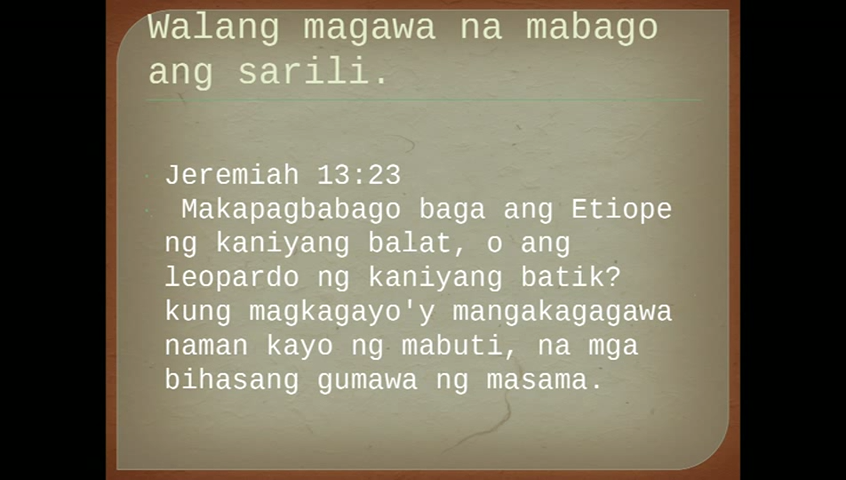 Walang magawa na mabago
ang sarili.
Jeremiah 13:23
Makapagbabago baga ang Etiope
ng kaniyang balat, o ang
leopardo ng kaniyang batik?
kung magkagayo'y mangakagagawa
naman kayo ng mabuti, na mga
bihasang gumawa ng masama.